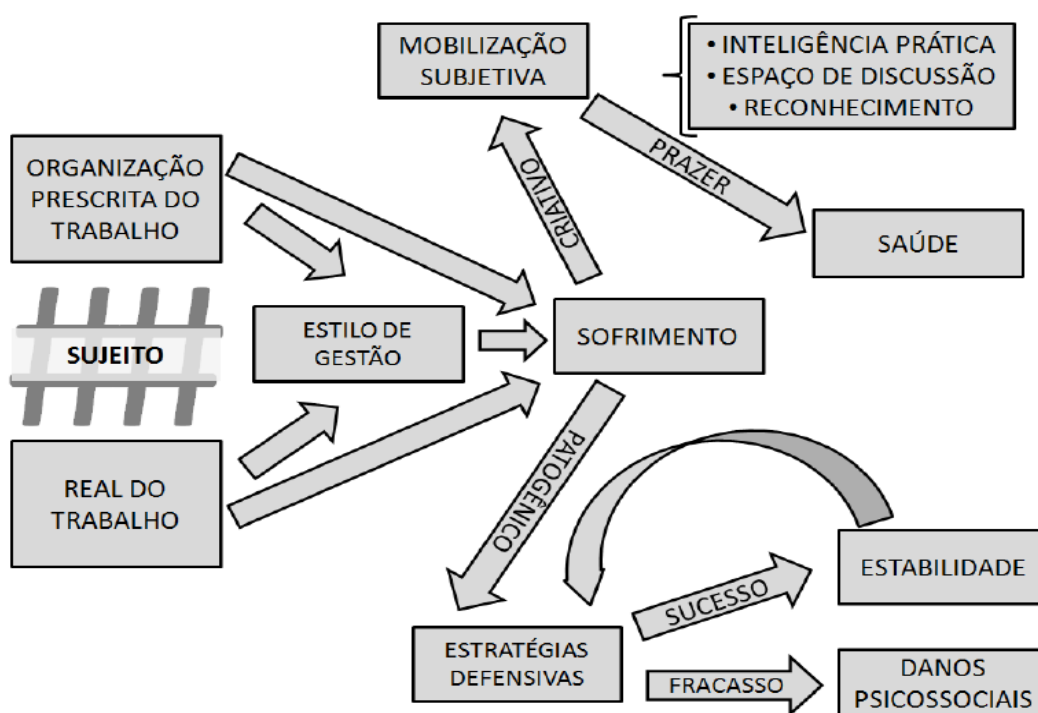 MOBILIZAÇÃO
SUBJETIVA
• INTELIGÊNCIA PRÁTICA
• ESPAÇO DE DISCUSSÃO
• RECONHECIMENTO
ORGANIZAÇÃO
PRESCRITA DO
TRABALHO
CRIATIVO
PRAZER
SAÚDE
SUJEITO
ESTILO DE
GESTÃO
SOFRIMENTO
REAL DO
TRABALHO
PATOGÊNICO
ESTRATÉGIAS
DEFENSIVAS
SUCESSO
ESTABILIDADE
FRACASSO
DANOS
PSICOSSOCIAIS